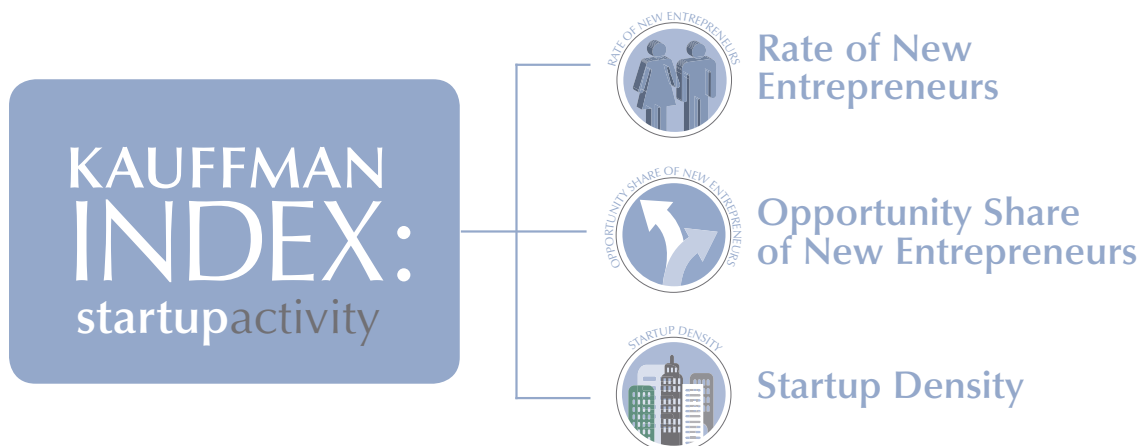 KAUFFMAN
INDEX:
startupactivity
RATE OF NEW ENTREPRENEURS
Rate of New
Entrepreneurs
OPPORTUNITY SHARE OF NEW ENTREPRENEURS
Opportunity Share
of New Entrepreneurs
STARTUP DENSITY
Startup Density